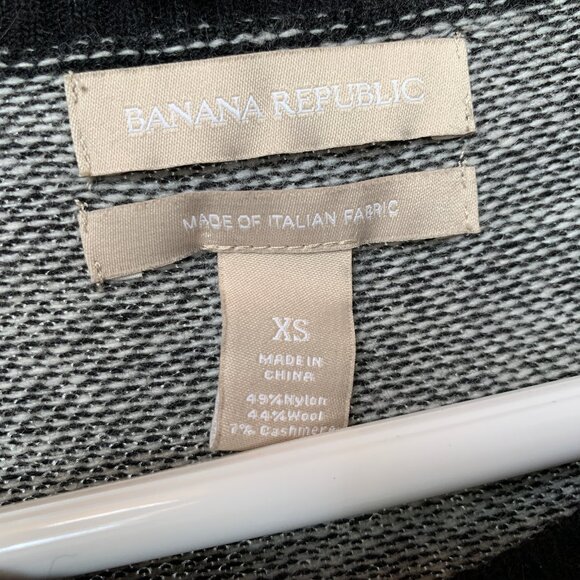 BANANA REPUBLIC
MADE OF ITALIAN FABRIC
XS
MADE IN
CHINA
49%Nylon
44%Wool
7% Cashmere